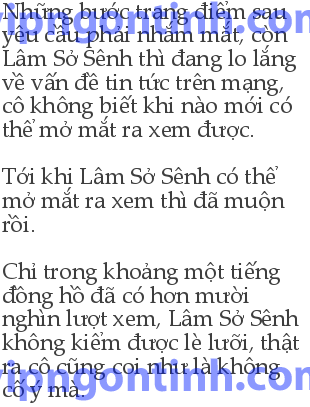 Những bước trang điểm sau
yêu cầu phải nhắm mắt, còn
Lâm Sở Sênh thì đang lo lắng
về vấn đề tin tức trên mạng,
cô không biết khi nào mới có
thể mở mắt ra xem được.
Tới khi Lâm Sở Sênh có thể
mở mắt ra xem thì đã muộn
rồi.
Chỉ trong khoảng một tiếng
đồng hồ đã có hơn mười
nghìn lượt xem, Lâm Sở Sênh
không kiểm được lè lưỡi, thật
ra cô cũng coi như là không
cố ý mà.
vipngontinh.com
vipngontinh.com